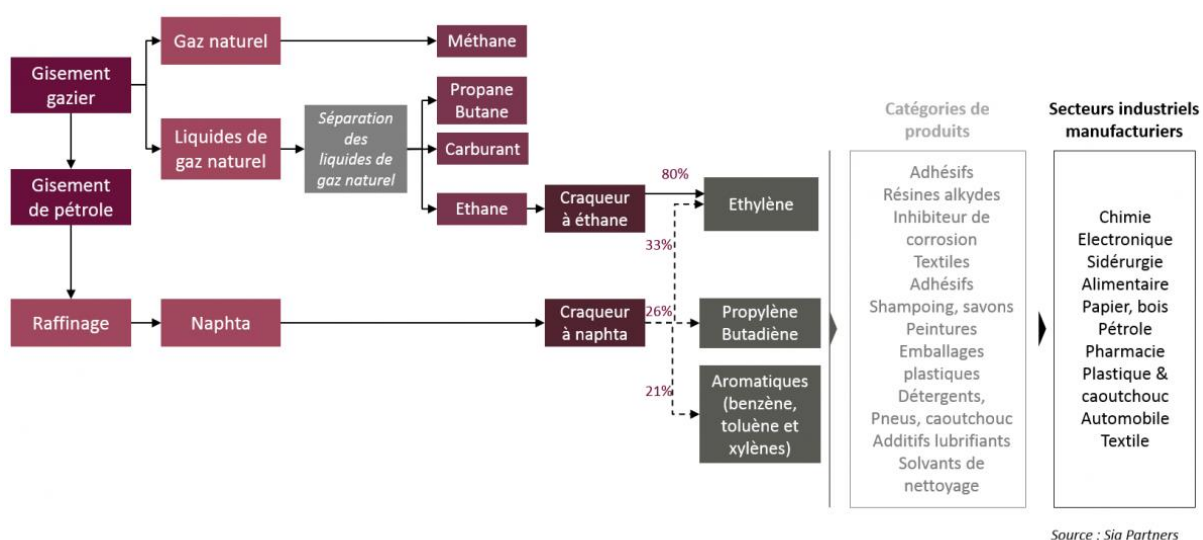 Gaz naturel
Méthane
Gisement
gazier
Propane
Butane
Liquides de
gaz naturel
Séparation
des
liquides de
gaz naturel
Carburant
Gisement
de pétrole
Ethane
Craqueur
à éthane
80%
Ethylène
33%
Raffinage
Naphta
Craqueur
à naphta
26%
Propylène
Butadiène
21%
Aromatiques
(benzène,
toluène et
xylènes)
Catégories de
produits
Adhésifs
Résines alkydes
Inhibiteur de
corrosion
Textiles
Adhésifs
Shampoing, savons
Peintures
Emballages
plastiques
Détergents,
Pneus, caoutchouc
Additifs lubrifiants
Solvants de
nettoyage
Secteurs industriels
manufacturiers
Chimie
Electronique
Sidérurgie
Alimentaire
Papier, bois
Pétrole
Pharmacie
Plastique &
caoutchouc
Automobile
Textile
Source : Sia Partners